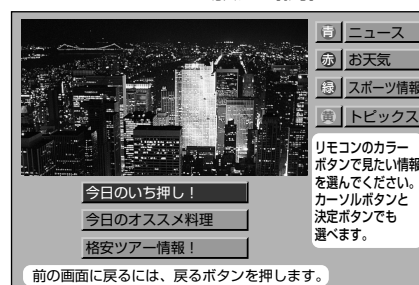 青 ニュース
赤 お天気
緑 スポーツ情報
黄 トピックス
リモコンのカラー
ボタンで見たい情報
を選んでください。
カーソルボタンと
決定ボタンでも
選べます。
今日のいち押し！
今日のオススメ料理
格安ツアー情報！
前の画面に戻るには、戻るボタンを押します。